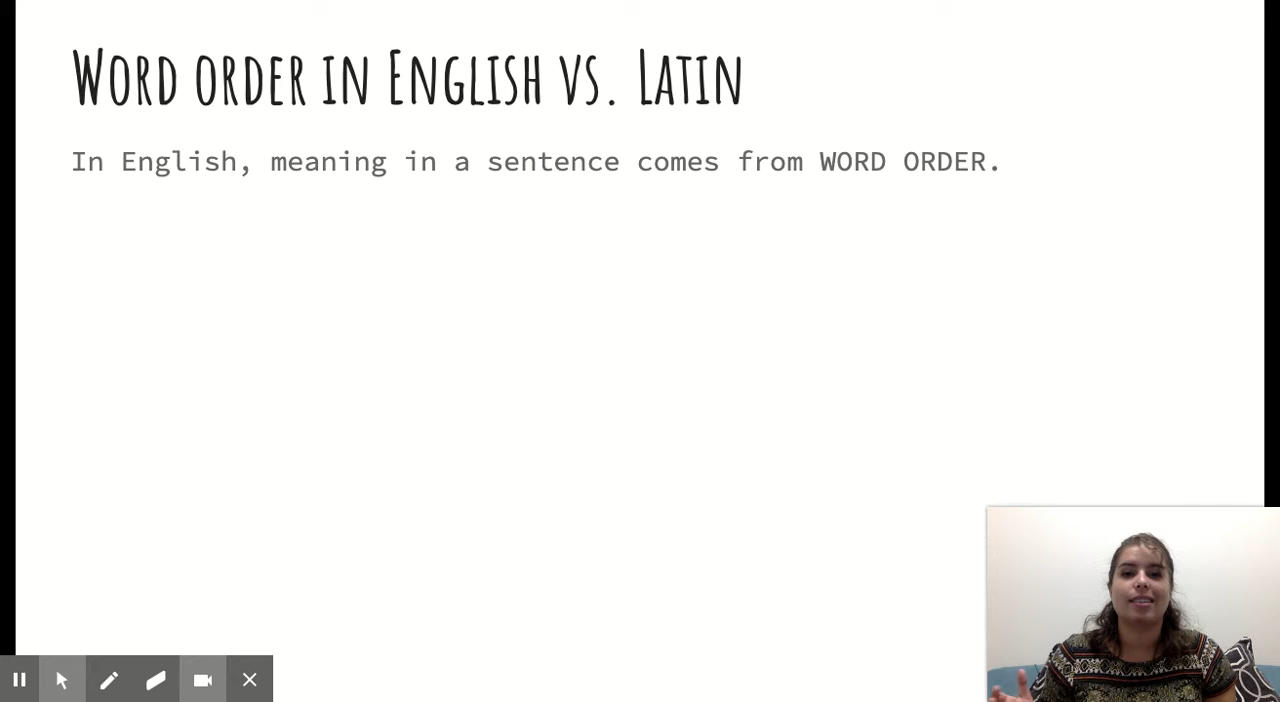 Word order in English vs. Latin
In English, meaning in a sentence comes from WORD ORDER.